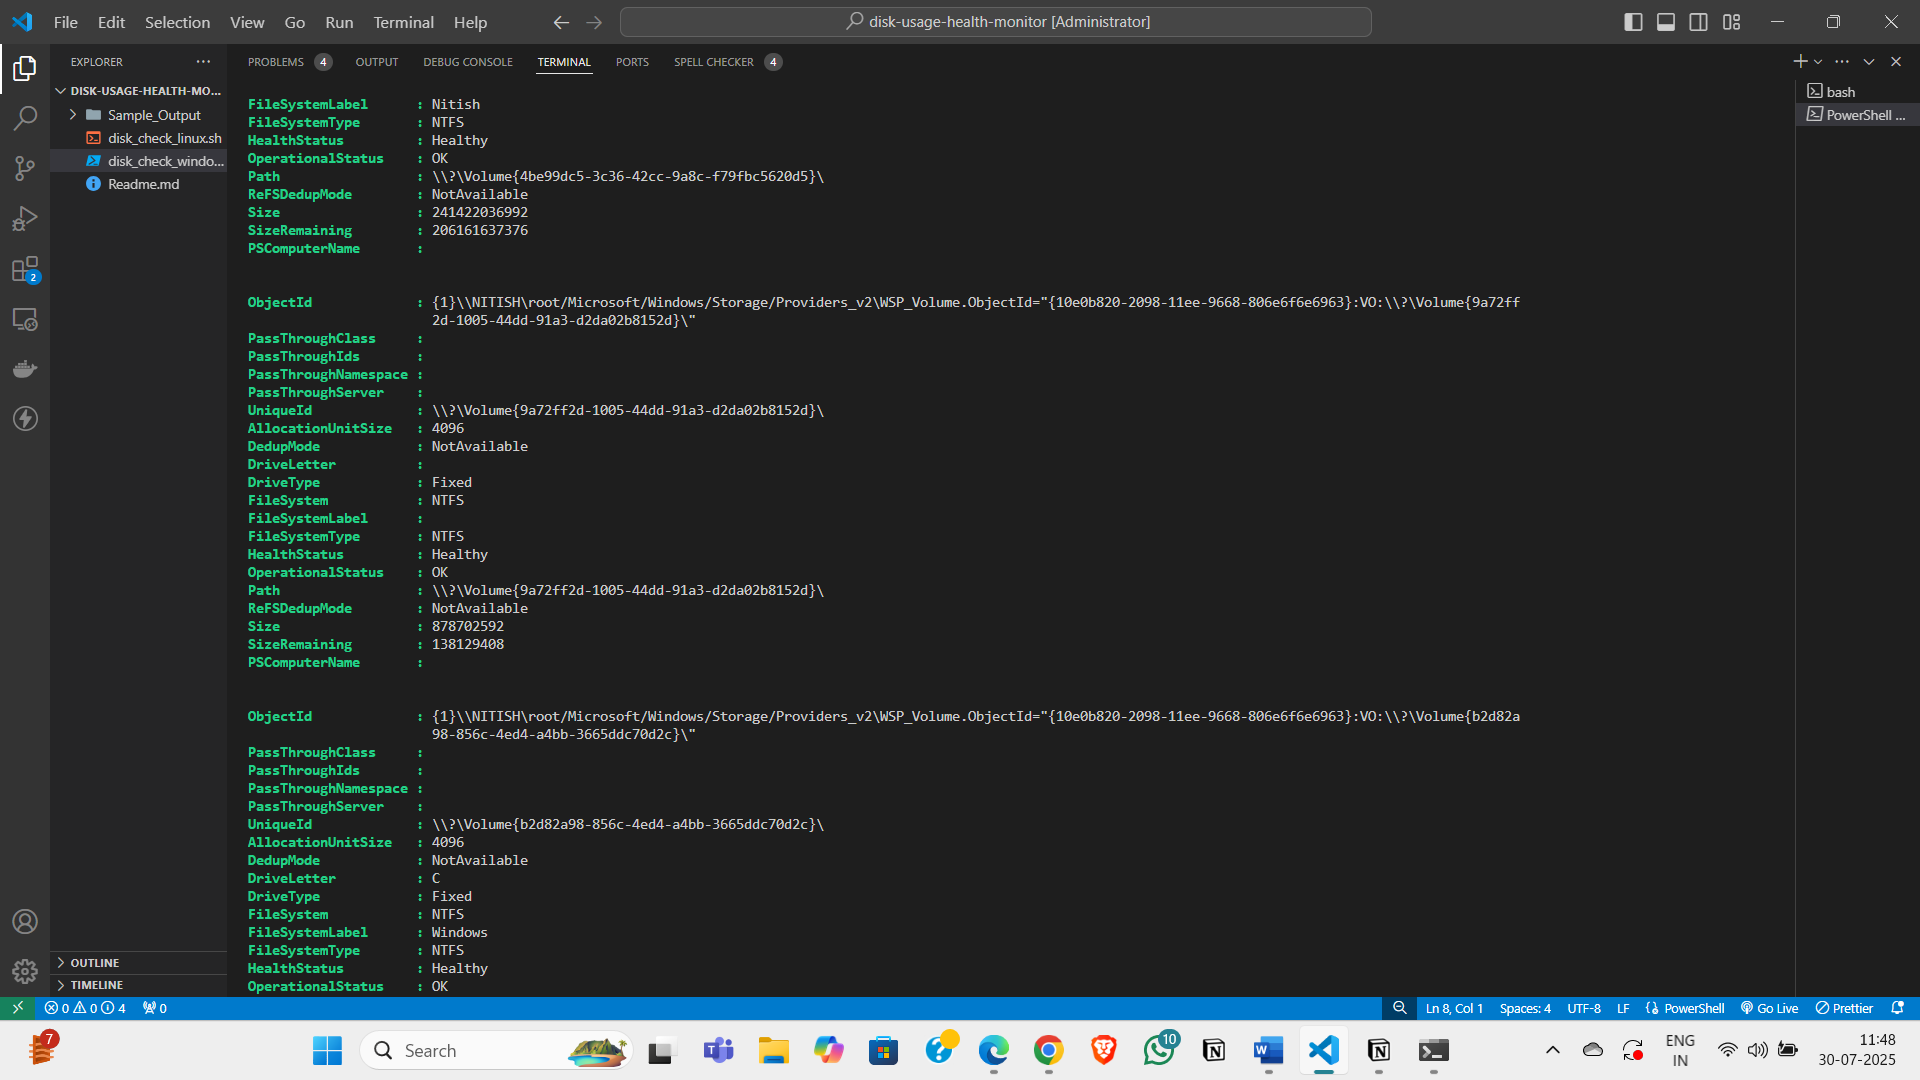 File Edit Selection View Go Run Terminal Help
disk-usage-health-monitor [Administrator]
EXPLORER
PROBLEMS 4 OUTPUT DEBUG CONSOLE TERMINAL PORTS SPELL CHECKER 4
DISK-USAGE-HEALTH-MO...
Sample_Output
disk_check_linux.sh
disk_check_windo...
Readme.md
OUTLINE
TIMELINE
2
bash
PowerShell ...
FileSystemLabel : Nitish
FileSystemType : NTFS
HealthStatus : Healthy
OperationalStatus : OK
Path : \\?\Volume{4be99dc5-3c36-42cc-9a8c-f79fbc5620d5}\
ReFSDedupMode : NotAvailable
Size : 241422036992
SizeRemaining : 206161637376
PSComputerName :
ObjectId : {1}\\NITISH\root/Microsoft/Windows/Storage/Providers_v2\WSP_Volume.ObjectId="{10e0b820-2098-11ee-9668-806e6f6e6963}:VO:\\?\Volume{9a72ff
2d-1005-44dd-91a3-d2da02b8152d}\"
PassThroughClass :
PassThroughIds :
PassThroughNamespace :
PassThroughServer :
UniqueId : \\?\Volume{9a72ff2d-1005-44dd-91a3-d2da02b8152d}\
AllocationUnitSize : 4096
DedupMode : NotAvailable
DriveLetter :
DriveType : Fixed
FileSystem : NTFS
FileSystemLabel :
FileSystemType : NTFS
HealthStatus : Healthy
OperationalStatus : OK
Path : \\?\Volume{9a72ff2d-1005-44dd-91a3-d2da02b8152d}\
ReFSDedupMode : NotAvailable
Size : 878702592
SizeRemaining : 138129408
PSComputerName :
ObjectId : {1}\\NITISH\root/Microsoft/Windows/Storage/Providers_v2\WSP_Volume.ObjectId="{10e0b820-2098-11ee-9668-806e6f6e6963}:VO:\\?\Volume{b2d82a
98-856c-4ed4-a4bb-3665ddc70d2c}\"
PassThroughClass :
PassThroughIds :
PassThroughNamespace :
PassThroughServer :
UniqueId : \\?\Volume{b2d82a98-856c-4ed4-a4bb-3665ddc70d2c}\
AllocationUnitSize : 4096
DedupMode : NotAvailable
DriveLetter : C
DriveType : Fixed
FileSystem : NTFS
FileSystemLabel : Windows
FileSystemType : NTFS
HealthStatus : Healthy
OperationalStatus : OK
0 0 4 0 Ln 8, Col 1 Spaces: 4 UTF-8 LF PowerShell Go Live Prettier
7 Search 10 ENG 11:48
IN 30-07-2025